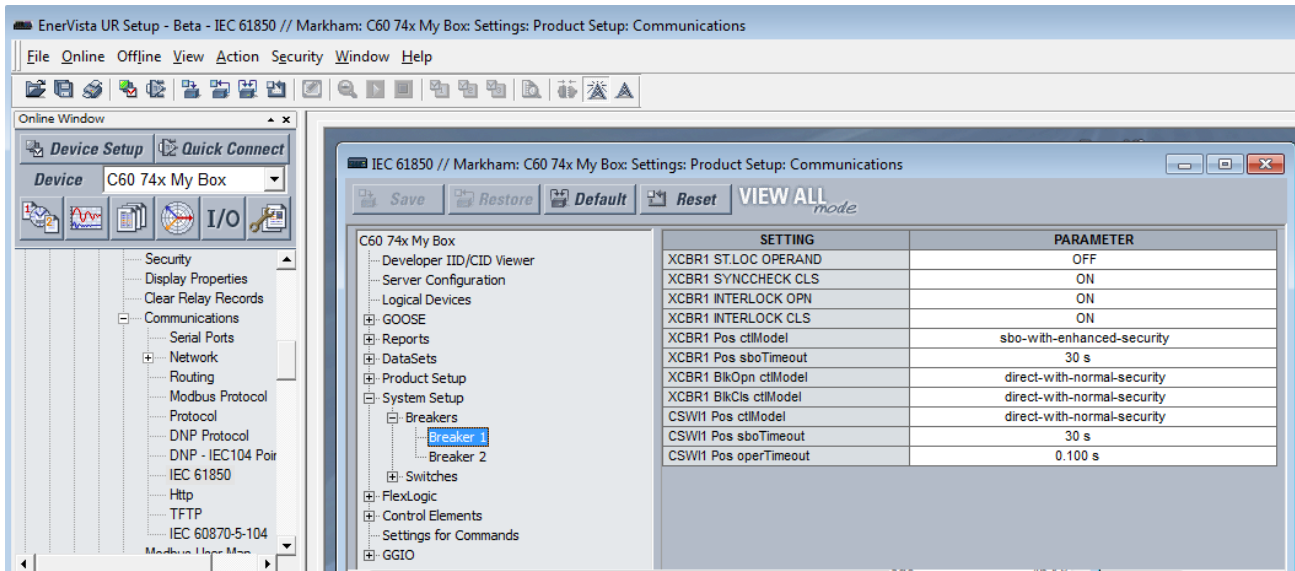 EnerVista UR Setup - Beta - IEC 61850 // Markham: C60 74x My Box: Settings: Product Setup: Communications
File Online Offline View Action Security Window Help
Online Window
Device Setup Quick Connect
Device C60 74x My Box
I/O
Security
Display Properties
Clear Relay Records
Communications
Serial Ports
Network
Routing
Modbus Protocol
Protocol
DNP Protocol
DNP - IEC104 Poir
IEC 61850
Http
TFTP
IEC 60870-5-104
IEC 61850 // Markham: C60 74x My Box: Settings: Product Setup: Communications
Save Restore Default Reset VIEW ALL mode
C60 74x My Box
Developer IID/CID Viewer
Server Configuration
Logical Devices
GOOSE
Reports
DataSets
Product Setup
System Setup
Breakers
Breaker 1
Breaker 2
Switches
FlexLogic
Control Elements
Settings for Commands
GGIO
SETTING PARAMETER
XCBR1 ST.LOC OPERAND OFF
XCBR1 SYNCCHECK CLS ON
XCBR1 INTERLOCK OPN ON
XCBR1 INTERLOCK CLS ON
XCBR1 Pos ctlModel sbo-with-enhanced-security
XCBR1 Pos sboTimeout 30 s
XCBR1 BlkOpn ctlModel direct-with-normal-security
XCBR1 BlkCls ctlModel direct-with-normal-security
CSWI1 Pos ctlModel direct-with-normal-security
CSWI1 Pos sboTimeout 30 s
CSWI1 Pos operTimeout 0.100 s